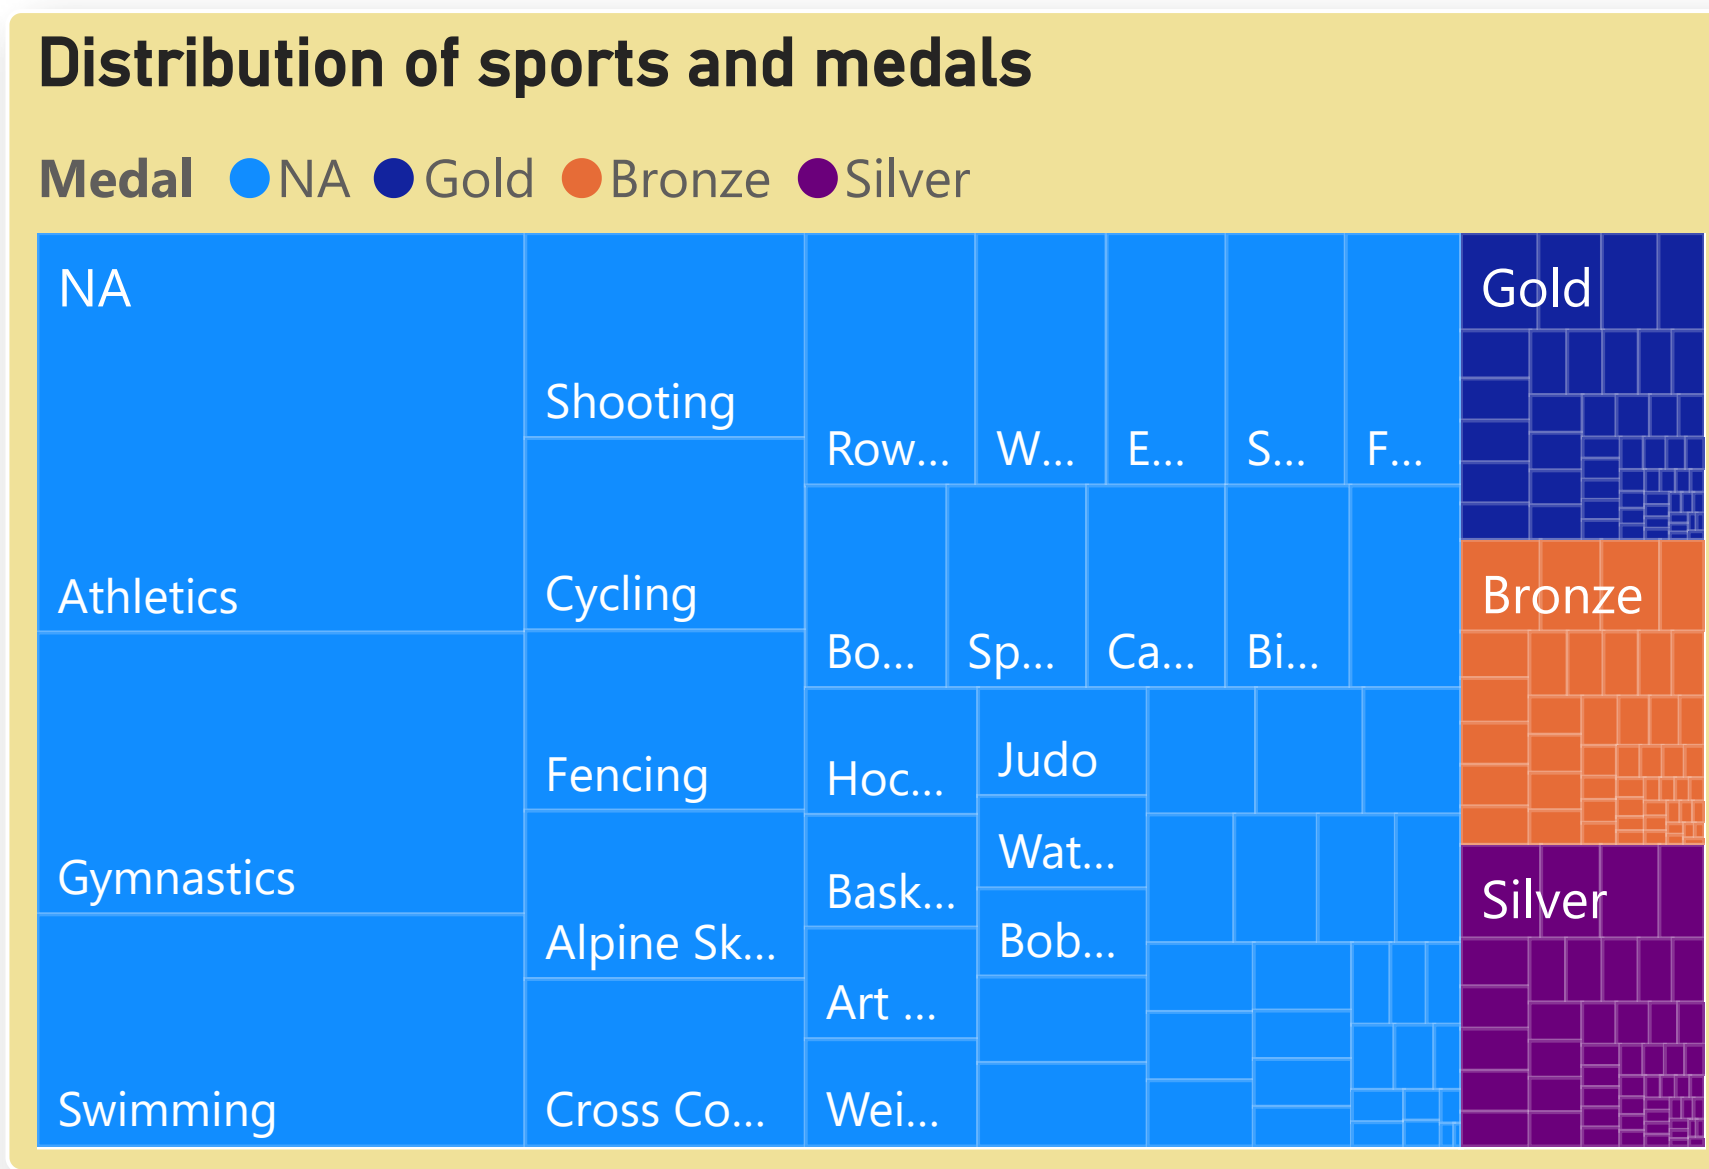 Distribution of sports and medals
Medal NA Gold Bronze Silver
NA
Athletics
Gymnastics
Swimming
Shooting
Cycling
Fencing
Alpine Sk...
Cross Co...
Row...
W...
E...
S...
F...
Bo...
Sp...
Ca...
Bi...
Hoc...
Bask...
Art ...
Wei...
Judo
Wat...
Bob...
Gold
Bronze
Silver